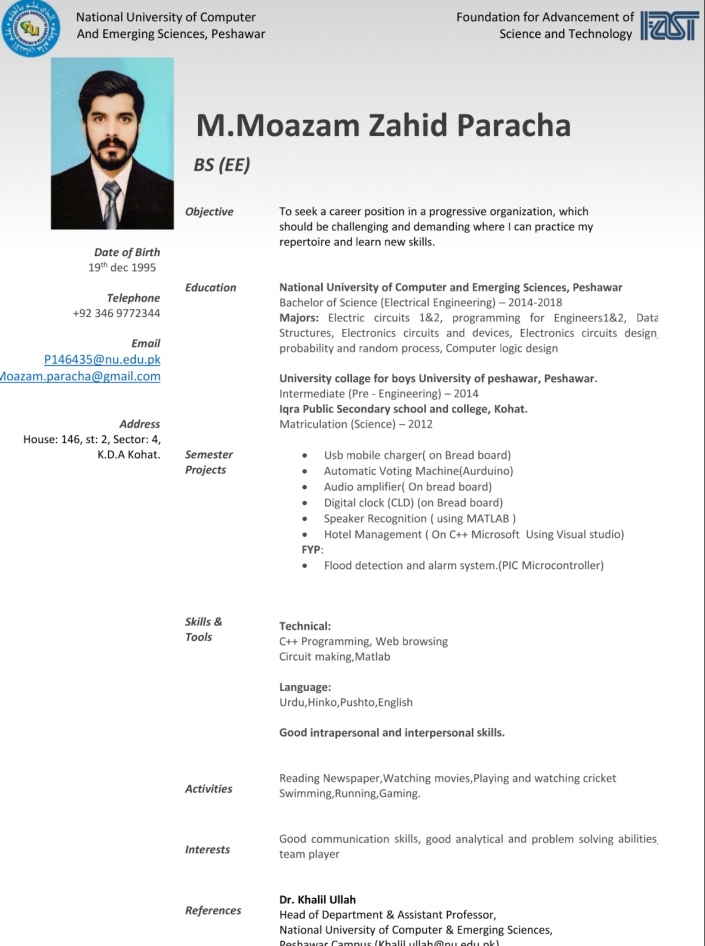 National University of Computer
And Emerging Sciences, Peshawar
Foundation for Advancement of
Science and Technology
M.Moazam Zahid Paracha
BS (EE)
Date of Birth
19th dec 1995
Telephone
+92 346 9772344
Email
P146435@nu.edu.pk
Moazam.paracha@gmail.com
Address
House: 146, st: 2, Sector: 4,
K.D.A Kohat.
Objective
To seek a career position in a progressive organization, which
should be challenging and demanding where I can practice my
repertoire and learn new skills.
Education
National University of Computer and Emerging Sciences, Peshawar
Bachelor of Science (Electrical Engineering) – 2014-2018
Majors: Electric circuits 1&2, programming for Engineers1&2, Data
Structures, Electronics circuits and devices, Electronics circuits design,
probability and random process, Computer logic design
University collage for boys University of peshawar, Peshawar.
Intermediate (Pre - Engineering) – 2014
Iqra Public Secondary school and college, Kohat.
Matriculation (Science) – 2012
Semester
Projects
• Usb mobile charger( on Bread board)
• Automatic Voting Machine(Aurduino)
• Audio amplifier( On bread board)
• Digital clock (CLD) (on Bread board)
• Speaker Recognition ( using MATLAB )
• Hotel Management ( On C++ Microsoft Using Visual studio)
FYP:
• Flood detection and alarm system.(PIC Microcontroller)
Skills &
Tools
Technical:
C++ Programming, Web browsing
Circuit making,Matlab
Language:
Urdu,Hinko,Pushto,English
Good intrapersonal and interpersonal skills.
Activities
Reading Newspaper,Watching movies,Playing and watching cricket
Swimming,Running,Gaming.
Interests
Good communication skills, good analytical and problem solving abilities,
team player
References
Dr. Khalil Ullah
Head of Department & Assistant Professor,
National University of Computer & Emerging Sciences,
Peshawar Campus (Khalil.ullah@nu.edu.pk)